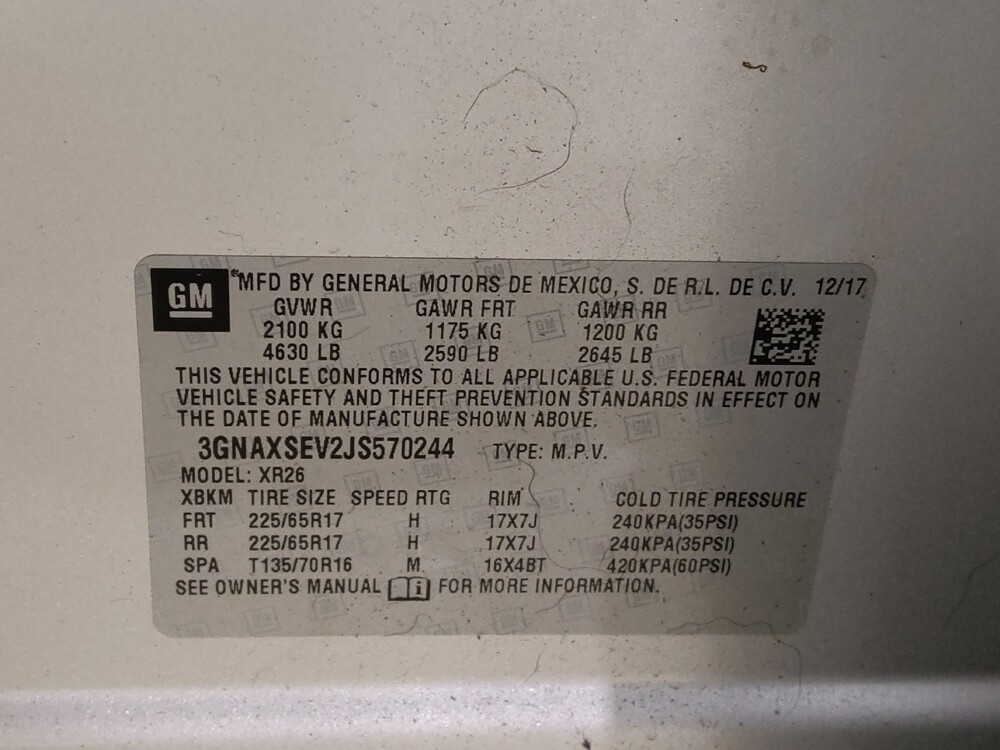 GM
MFD BY GENERAL MOTORS DE MEXICO, S. DE R.L. DE C.V. 12/17
GVWR GAWR FRT GAWR RR
2100 KG 1175 KG 1200 KG
4630 LB 2590 LB 2645 LB
THIS VEHICLE CONFORMS TO ALL APPLICABLE U.S. FEDERAL MOTOR
VEHICLE SAFETY AND THEFT PREVENTION STANDARDS IN EFFECT ON
THE DATE OF MANUFACTURE SHOWN ABOVE.
3GNAXSEV2JS570244 TYPE: M.P.V.
MODEL: XR26
XBKM TIRE SIZE SPEED RTG RIM COLD TIRE PRESSURE
FRT 225/65R17 H 17X7J 240KPA(35PSI)
RR 225/65R17 H 17X7J 240KPA(35PSI)
SPA T135/70R16 M 16X4BT 420KPA(60PSI)
SEE OWNER'S MANUAL i FOR MORE INFORMATION.